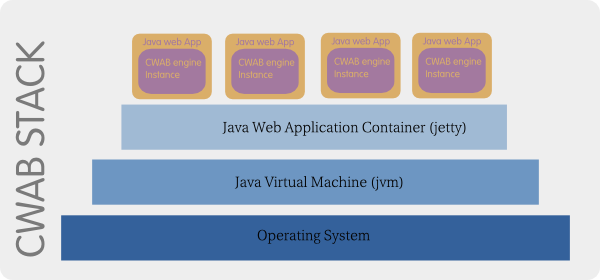 CWAB STACK
Java web App
CWAB engine
Instance
Java web App
CWAB engine
Instance
Java web App
CWAB engine
Instance
Java web App
CWAB engine
Instance
Java Web Application Container (jetty)
Java Virtual Machine (jvm)
Operating System